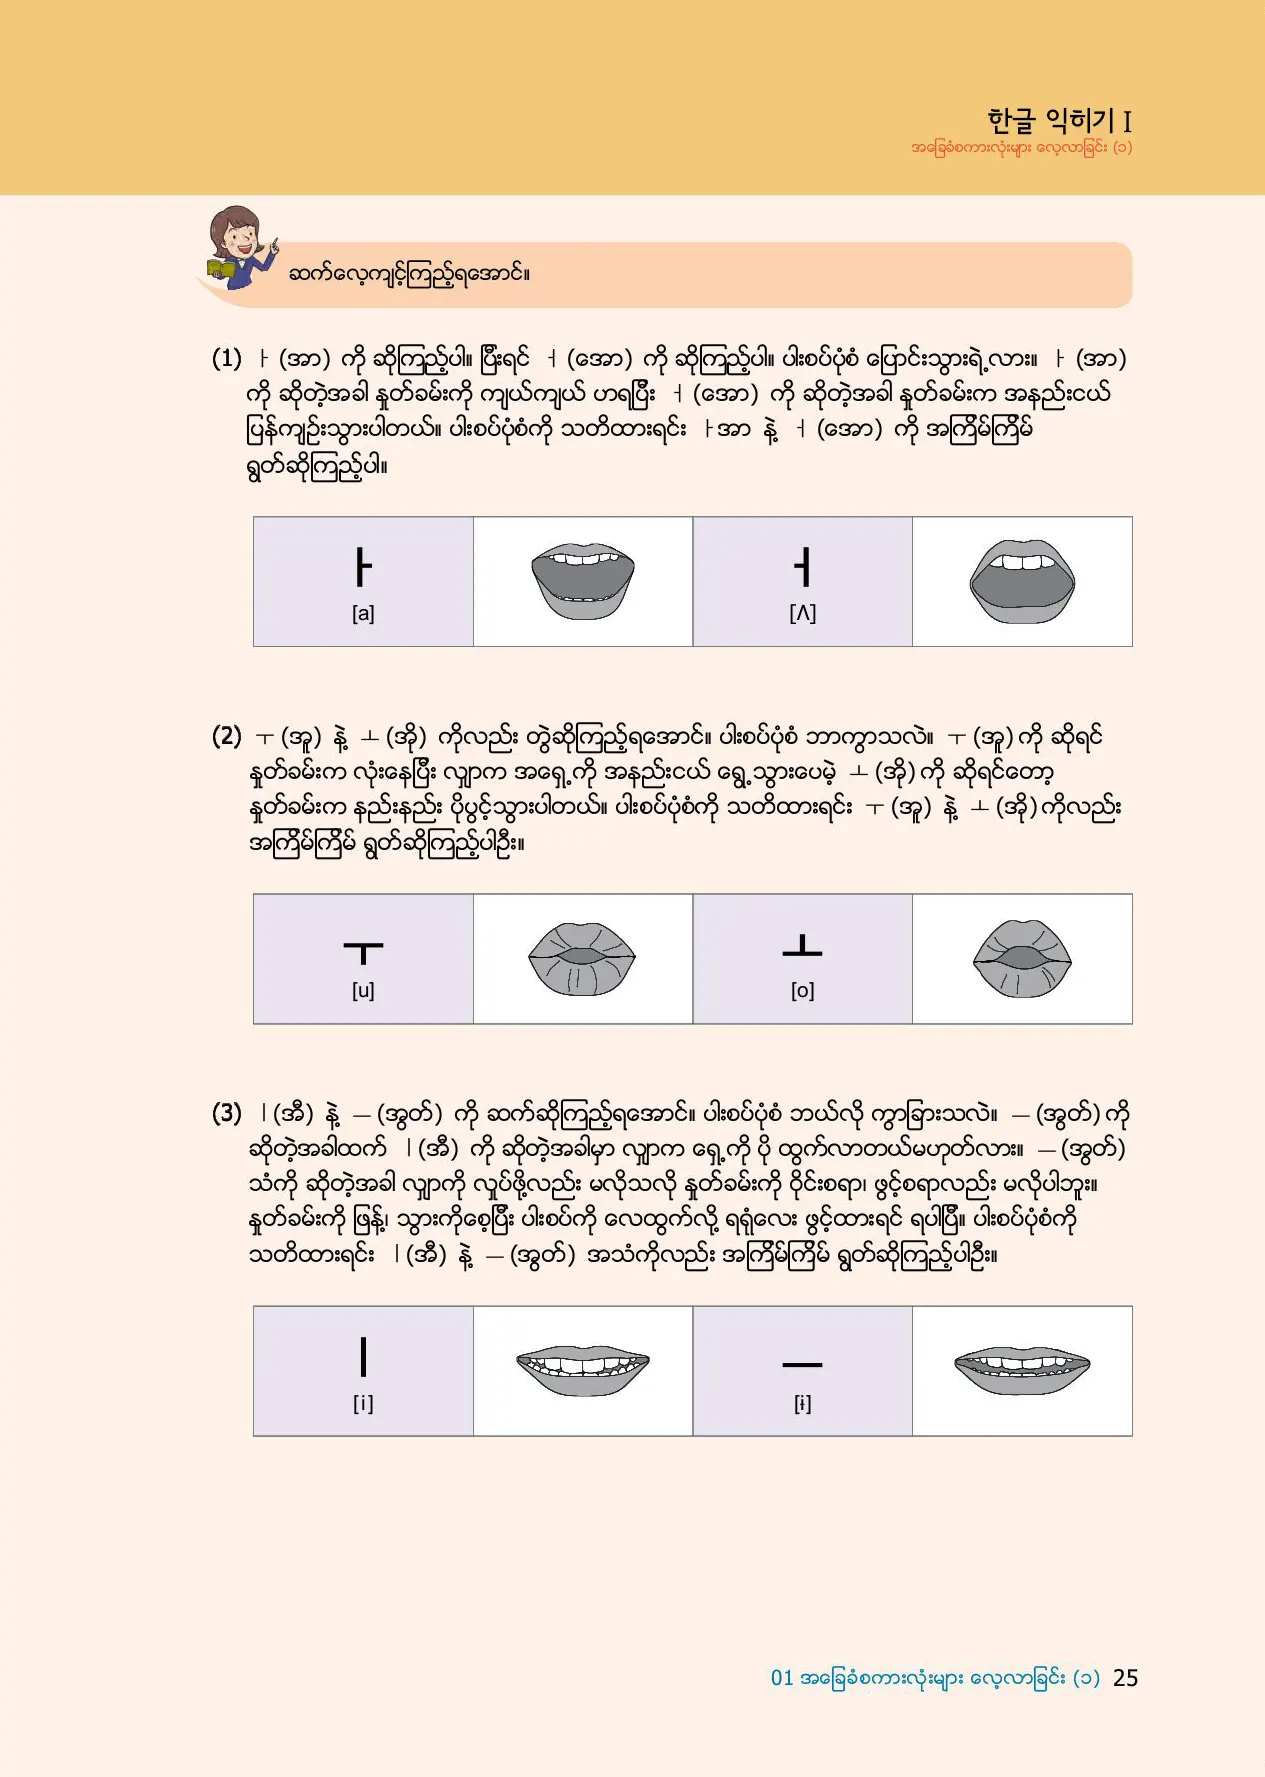 한글 익히기 I
အခြေခံစကားလုံးများ လေ့လာခြင်း (၁)
ဆက်လေ့ကျင့်ကြည့်ရအောင်။
(1) ㅏ (အာ) ကို ဆိုကြည့်ပါ။ ပြီးရင် ㅓ (အော) ကို ဆိုကြည့်ပါ။ ပါးစပ်ပုံစံ ပြောင်းသွားရဲ့လား။ ㅏ (အာ)
ကို ဆိုတဲ့အခါ နှုတ်ခမ်းကို ကျယ်ကျယ် ဟရပြီး ㅓ (အော) ကို ဆိုတဲ့အခါ နှုတ်ခမ်းက အနည်းငယ်
ပြန်ကျဉ်းသွားပါတယ်။ ပါးစပ်ပုံစံကို သတိထားရင်း ㅏအာ နဲ့ ㅓ (အော) ကို အကြိမ်ကြိမ်
ရွတ်ဆိုကြည့်ပါ။
ㅏ ㅓ
[a] [Λ]
(2) ㅜ (အူ) နဲ့ ㅗ (အို) ကိုလည်း တွဲဆိုကြည့်ရအောင်။ ပါးစပ်ပုံစံ ဘာကွာသလဲ။ ㅜ (အူ) ကို ဆိုရင်
နှုတ်ခမ်းက လုံးနေပြီး လျှာက အရှေ့ကို အနည်းငယ် ရွေ့သွားပေမဲ့ ㅗ (အို) ကို ဆိုရင်တော့
နှုတ်ခမ်းက နည်းနည်း ပိုပွင့်သွားပါတယ်။ ပါးစပ်ပုံစံကို သတိထားရင်း ㅜ (အူ) နဲ့ ㅗ (အို) ကိုလည်း
အကြိမ်ကြိမ် ရွတ်ဆိုကြည့်ပါဦး။
ㅜ ㅗ
[u] [o]
(3) ㅣ (အီ) နဲ့ ㅡ (အွတ်) ကို ဆက်ဆိုကြည့်ရအောင်။ ပါးစပ်ပုံစံ ဘယ်လို ကွာခြားသလဲ။ ㅡ (အွတ်) ကို
ဆိုတဲ့အခါထက် ㅣ (အီ) ကို ဆိုတဲ့အခါမှာ လျှာက ရှေ့ကို ပို ထွက်လာတယ်မဟုတ်လား။ ㅡ (အွတ်)
သံကို ဆိုတဲ့အခါ လျှာကို လှုပ်ဖို့လည်း မလိုသလို နှုတ်ခမ်းကို ဝိုင်းစရာ၊ ဖွင့်စရာလည်း မလိုပါဘူး။
နှုတ်ခမ်းကို ဖြန့်၊ သွားကိုစေ့ပြီး ပါးစပ်ကို လေထွက်လို့ ရရုံလေး ဖွင့်ထားရင် ရပါပြီ။ ပါးစပ်ပုံစံကို
သတိထားရင်း ㅣ (အီ) နဲ့ ㅡ (အွတ်) အသံကိုလည်း အကြိမ်ကြိမ် ရွတ်ဆိုကြည့်ပါဦး။
ㅣ ㅡ
[i] [ɨ]
01 အခြေခံစကားလုံးများ လေ့လာခြင်း (၁) 25